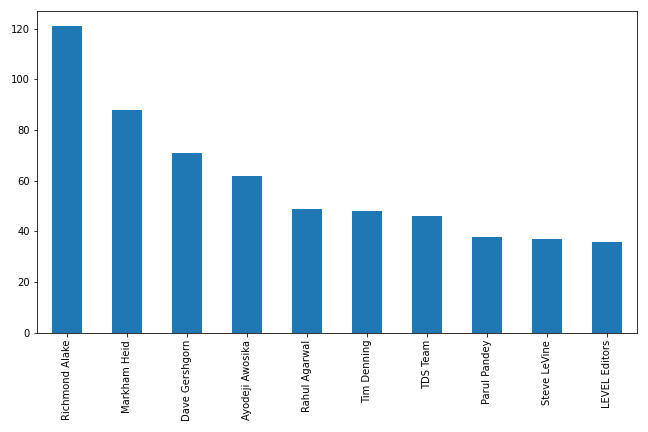 120
100
80
60
40
20
0
Richmond Alake
Markham Heid
Dave Gershgorn
Ayodeji Awosika
Rahul Agarwal
Tim Denning
TDS Team
Parul Pandey
Steve LeVine
LEVEL Editors